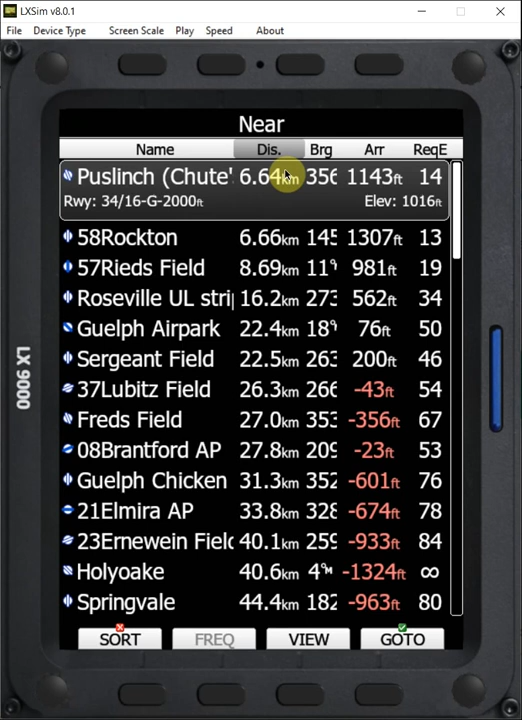 LXSim v8.0.1
File Device Type Screen Scale Play Speed About
Near
Name Dis. Brg Arr ReqE
Puslinch (Chute' 6.64km 356 1143ft 14
Rwy: 34/16-G-2000ft Elev: 1016ft
58Rockton 6.66km 145 1307ft 13
57Rieds Field 8.69km 11° 981ft 19
Roseville UL strip 16.2km 273 562ft 34
Guelph Airpark 22.4km 18° 76ft 50
Sergeant Field 22.5km 263 200ft 46
37Lubitz Field 26.3km 266 -43ft 54
Freds Field 27.0km 353 -356ft 67
08Brantford AP 27.8km 209 -23ft 53
Guelph Chicken 31.3km 352 -601ft 76
21Elmira AP 33.8km 328 -674ft 78
23Ernewein Field 40.1km 259 -933ft 84
Holyoake 40.6km 4°M -1324ft ∞
Springvale 44.4km 182 -963ft 80
SORT FREQ VIEW GOTO
LX 9000